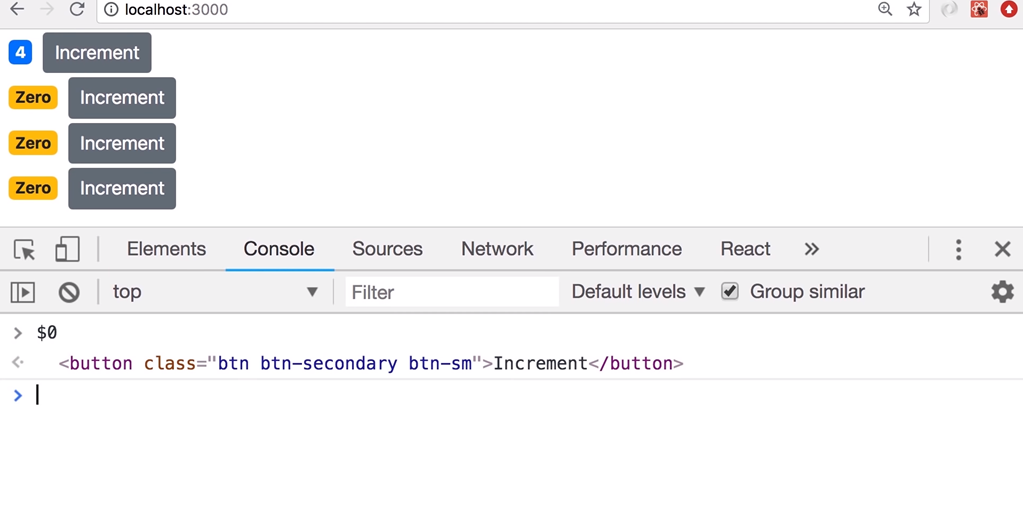 localhost:3000
4 Increment
Zero Increment
Zero Increment
Zero Increment
Elements Console Sources Network Performance React »
top ▼ Filter Default levels ▼ Group similar
> $0
<button class="btn btn-secondary btn-sm">Increment</button>
>